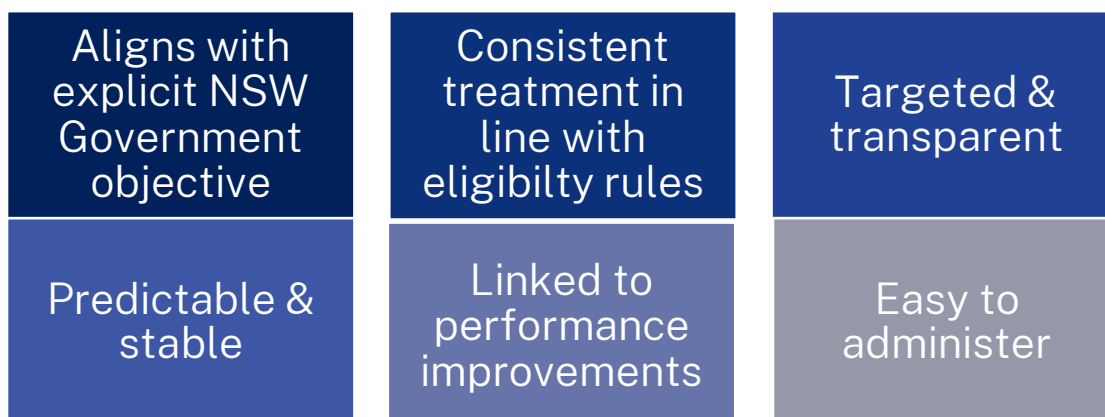 Aligns with
explicit NSW
Government
objective
Consistent
treatment in
line with
eligibilty rules
Targeted &
transparent
Predictable &
stable
Linked to
performance
improvements
Easy to
administer